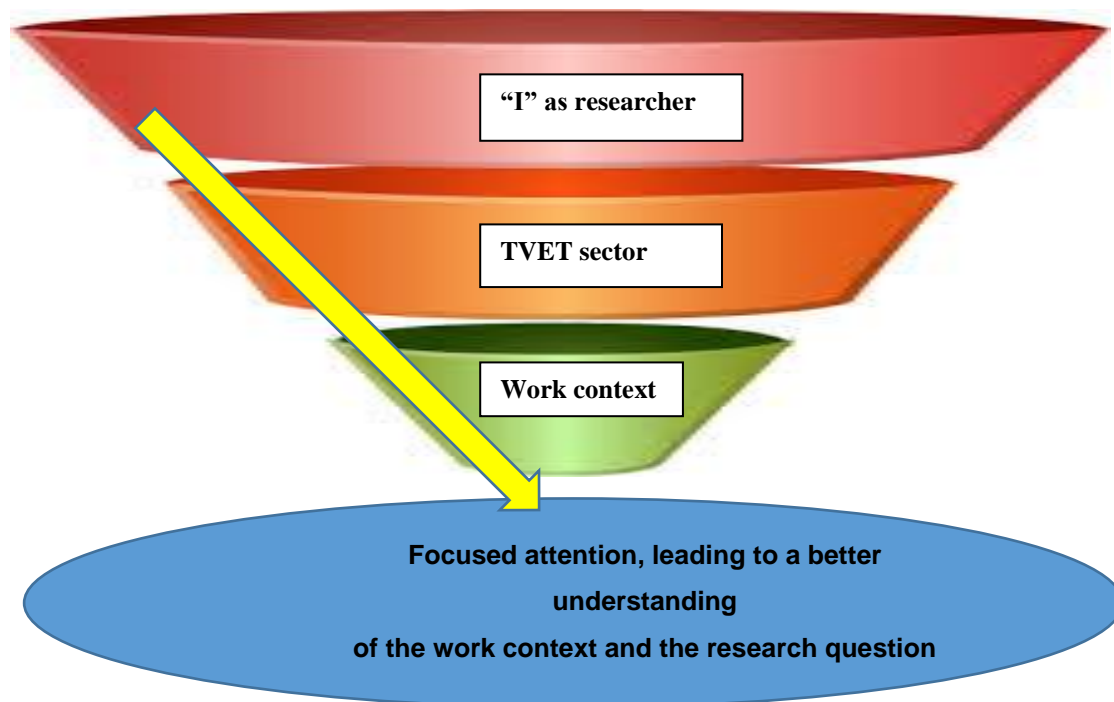 “I” as researcher
TVET sector
Work context
Focused attention, leading to a better
understanding
of the work context and the research question